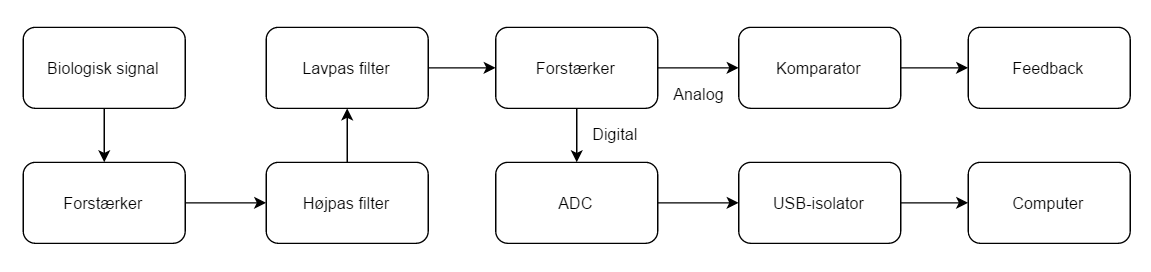 Biologisk signal
Lavpas filter
Forstærker
Komparator
Feedback
Analog
Digital
Forstærker
Højpas filter
ADC
USB-isolator
Computer